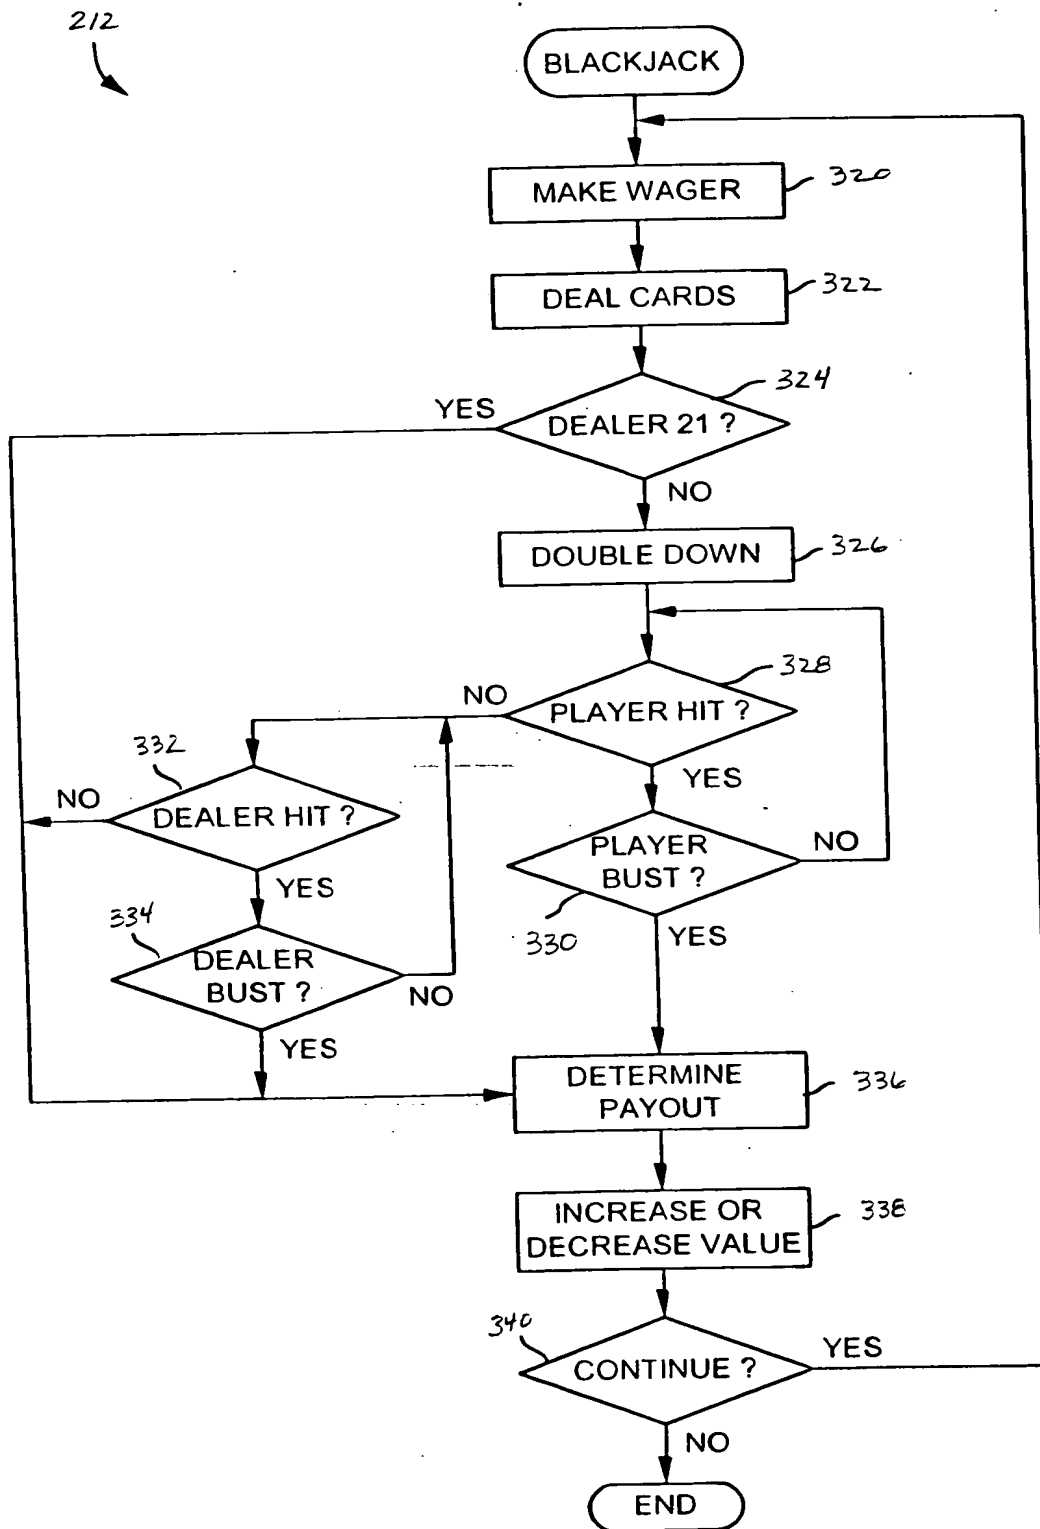 212
BLACKJACK
MAKE WAGER
320
DEAL CARDS
322
324
YES
DEALER 21 ?
NO
DOUBLE DOWN
326
328
NO
PLAYER HIT ?
332
YES
NO
DEALER HIT ?
PLAYER
BUST ?
NO
YES
334
330
YES
DEALER
BUST ?
NO
YES
DETERMINE
PAYOUT
336
INCREASE OR
DECREASE VALUE
338
340
YES
CONTINUE ?
NO
END